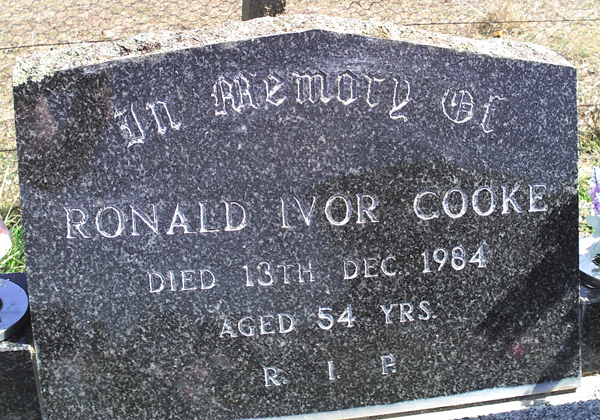 In Memory Of
RONALD IVOR COOKE
DIED 13TH DEC. 1984
AGED 54 YRS.
R. I. P.